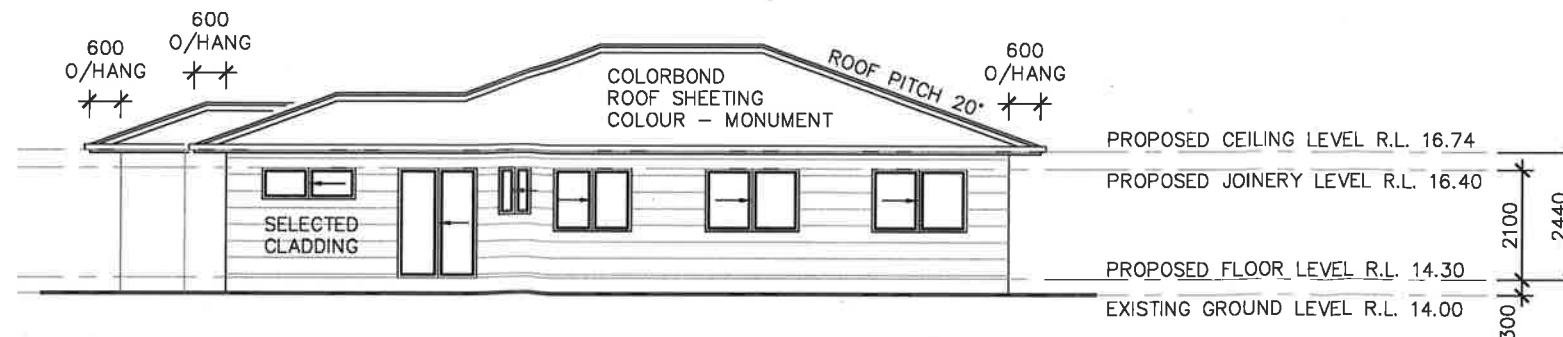 600
O/HANG
600
O/HANG
COLORBOND
ROOF SHEETING
COLOUR – MONUMENT
ROOF PITCH 20°
600
O/HANG
PROPOSED CEILING LEVEL R.L. 16.74
PROPOSED JOINERY LEVEL R.L. 16.40
SELECTED
CLADDING
PROPOSED FLOOR LEVEL R.L. 14.30
EXISTING GROUND LEVEL R.L. 14.00
2100
2440
300